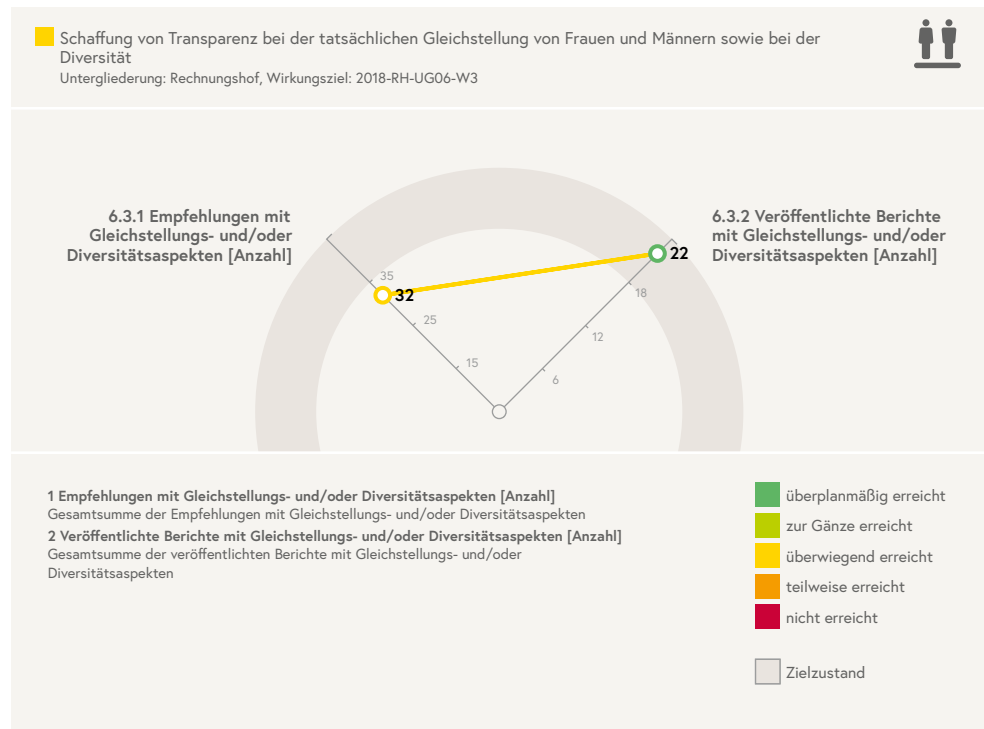 Schaffung von Transparenz bei der tatsächlichen Gleichstellung von Frauen und Männern sowie bei der
Diversität
Untergliederung: Rechnungshof, Wirkungsziel: 2018-RH-UG06-W3
6.3.1 Empfehlungen mit
Gleichstellungs- und/oder
Diversitätsaspekten [Anzahl]
6.3.2 Veröffentlichte Berichte
mit Gleichstellungs- und/oder
Diversitätsaspekten [Anzahl]
35
32
25
15
22
18
12
6
1 Empfehlungen mit Gleichstellungs- und/oder Diversitätsaspekten [Anzahl]
Gesamtsumme der Empfehlungen mit Gleichstellungs- und/oder Diversitätsaspekten
2 Veröffentlichte Berichte mit Gleichstellungs- und/oder Diversitätsaspekten [Anzahl]
Gesamtsumme der veröffentlichten Berichte mit Gleichstellungs- und/oder
Diversitätsaspekten
überplanmäßig erreicht
zur Gänze erreicht
überwiegend erreicht
teilweise erreicht
nicht erreicht
Zielzustand